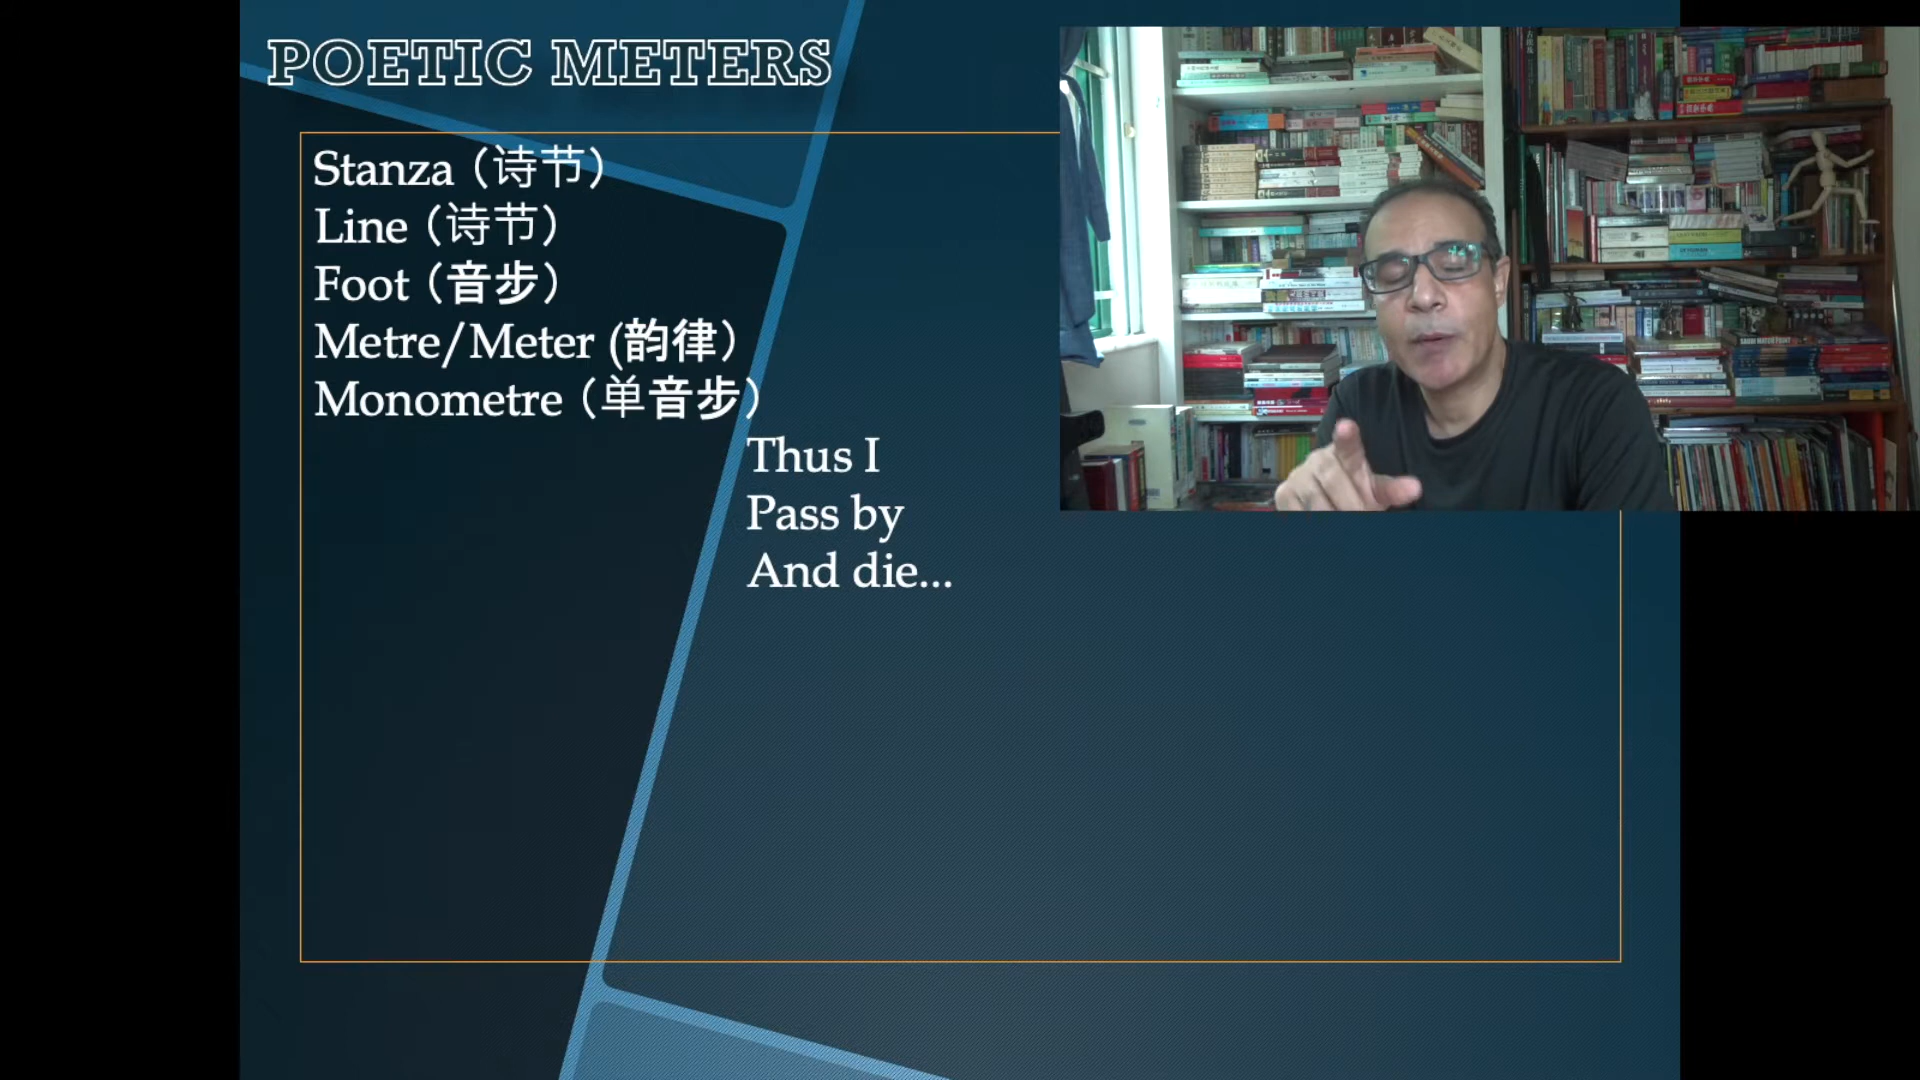 POETIC METERS
Stanza（诗节）
Line（诗节）
Foot（音步）
Metre/Meter (韵律）
Monometre（单音步）
Thus I
Pass by
And die...